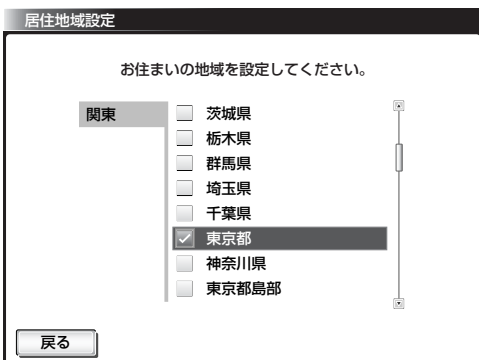 居住地域設定
お住まいの地域を設定してください。
関東
茨城県
栃木県
群馬県
埼玉県
千葉県
東京都
神奈川県
東京都島部
戻る